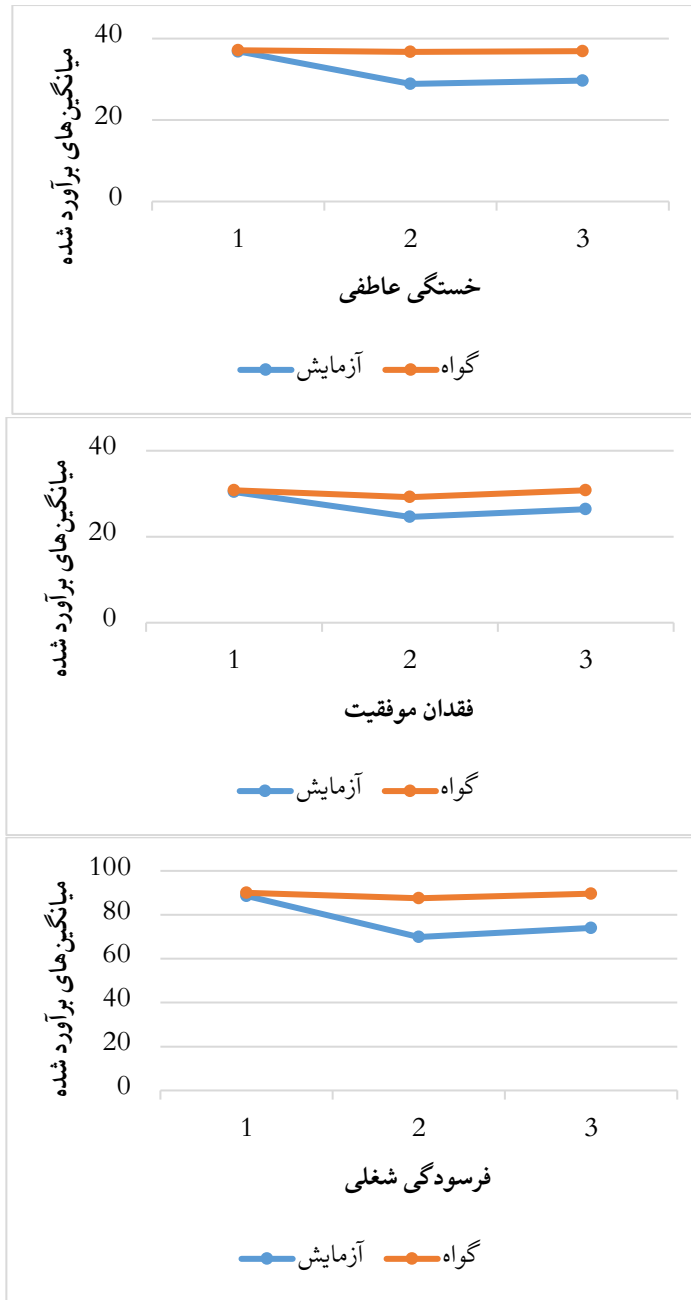 میانگین‌های برآورد شده
40
20
0
1 2 3
خستگی عاطفی
آزمایش گواه
میانگین‌های برآورد شده
40
20
0
1 2 3
فقدان موفقیت
آزمایش گواه
میانگین‌های برآورد شده
100
80
60
40
20
0
1 2 3
فرسودگی شغلی
آزمایش گواه